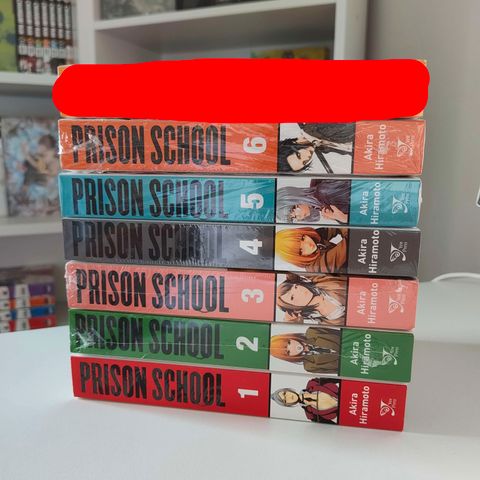 PRISON SCHOOL 6 Akira Hiramoto
PRISON SCHOOL 5 Akira Hiramoto
PRISON SCHOOL 4 Akira Hiramoto
PRISON SCHOOL 3 Akira Hiramoto
PRISON SCHOOL 2 Akira Hiramoto
PRISON SCHOOL 1 Akira Hiramoto